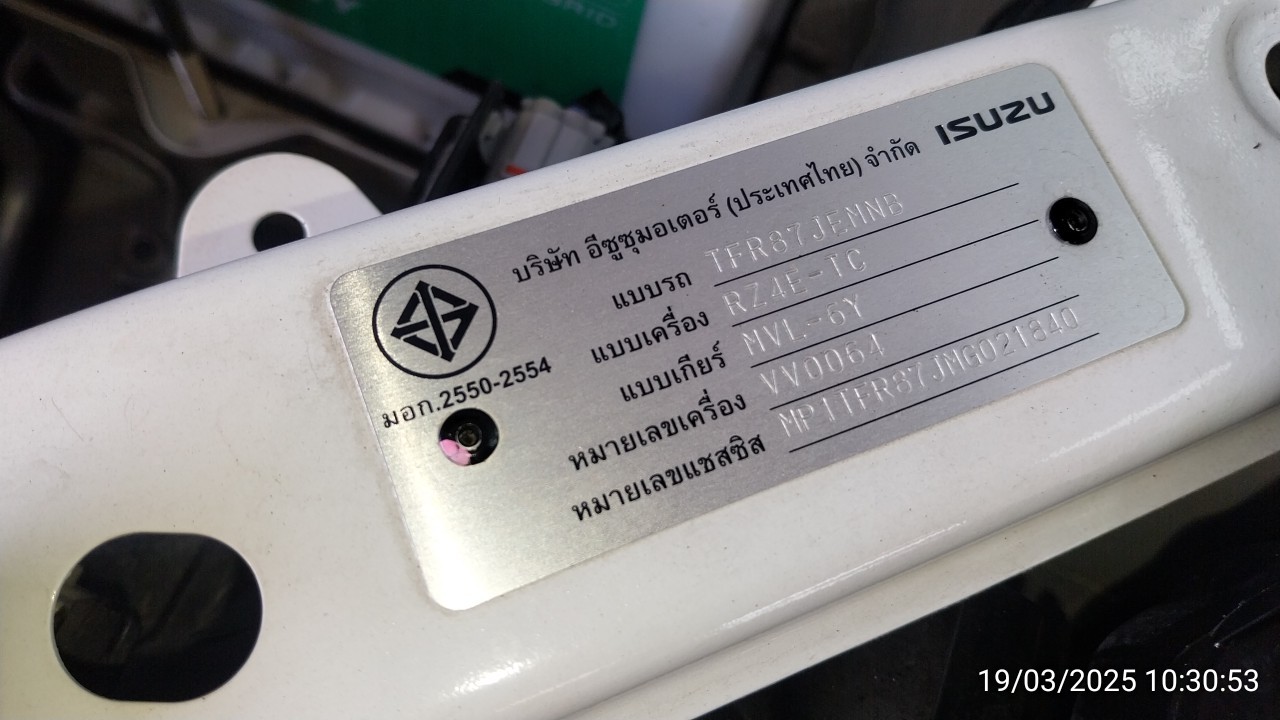 ISUZU
บริษัท อีซูซุมอเตอร์ (ประเทศไทย) จำกัด
แบบรถ TFR87JEMNNB
แบบเครื่อง RZ4E-TC
แบบเกียร์ MVL-6Y
หมายเลขเครื่อง VV0064
หมายเลขแชสซิส MP1TFR87JMG021840
มอก.2550-2554
19/03/2025 10:30:53